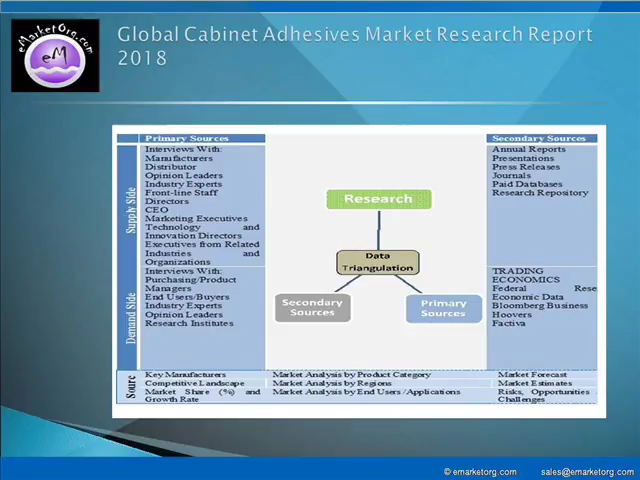 eMarketOrg.com
eM
Global Cabinet Adhesives Market Research Report
2018
Primary Sources
Secondary Sources
Supply Side
Interviews With:
Manufacturers
Distributor
Opinion Leaders
Industry Experts
Front-line Staff
Directors
CEO
Marketing Executives
Technology and
Innovation Directors
Executives from Related
Industries and
Organizations
Annual Reports
Presentations
Press Releases
Journals
Paid Databases
Research Repository
Research
Data
Triangulation
Secondary
Sources
Primary
Sources
Demand Side
Interviews With:
Purchasing/Product
Managers
End Users/Buyers
Industry Experts
Opinion Leaders
Research Institutes
TRADING
ECONOMICS
Federal Rese
Economic Data
Bloomberg Business
Hoovers
Factiva
Sourc
Key Manufacturers
Competitive Landscape
Market Share (%) and
Growth Rate
Market Analysis by Product Category
Market Analysis by Regions
Market Analysis by End Users/Applications
Market Forecast
Market Estimates
Risks, Opportunities
Challenges
© emarketorg.com sales@emarketorg.com